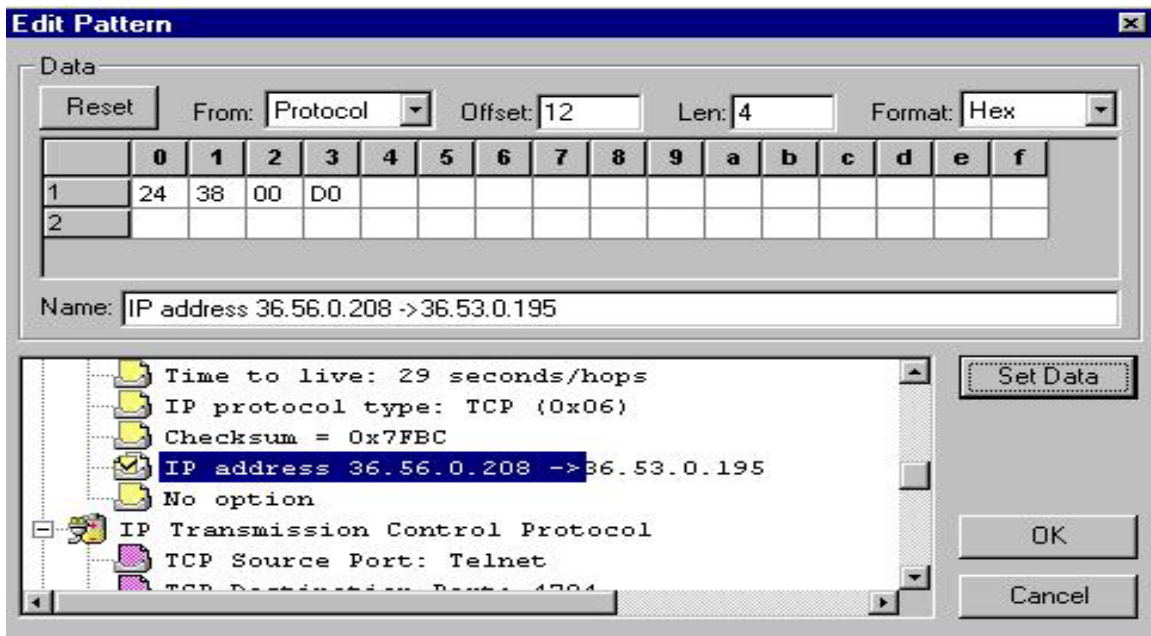 Edit Pattern
Data
Reset From: Protocol Offset: 12 Len: 4 Format: Hex
0 1 2 3 4 5 6 7 8 9 a b c d e f
1 24 38 00 D0
2
Name: IP address 36.56.0.208 ->36.53.0.195
Time to live: 29 seconds/hops
IP protocol type: TCP (0x06)
Checksum = 0x7FBC
IP address 36.56.0.208 ->36.53.0.195
No option
IP Transmission Control Protocol
TCP Source Port: Telnet
TCP Destination Port:
Set Data
OK
Cancel